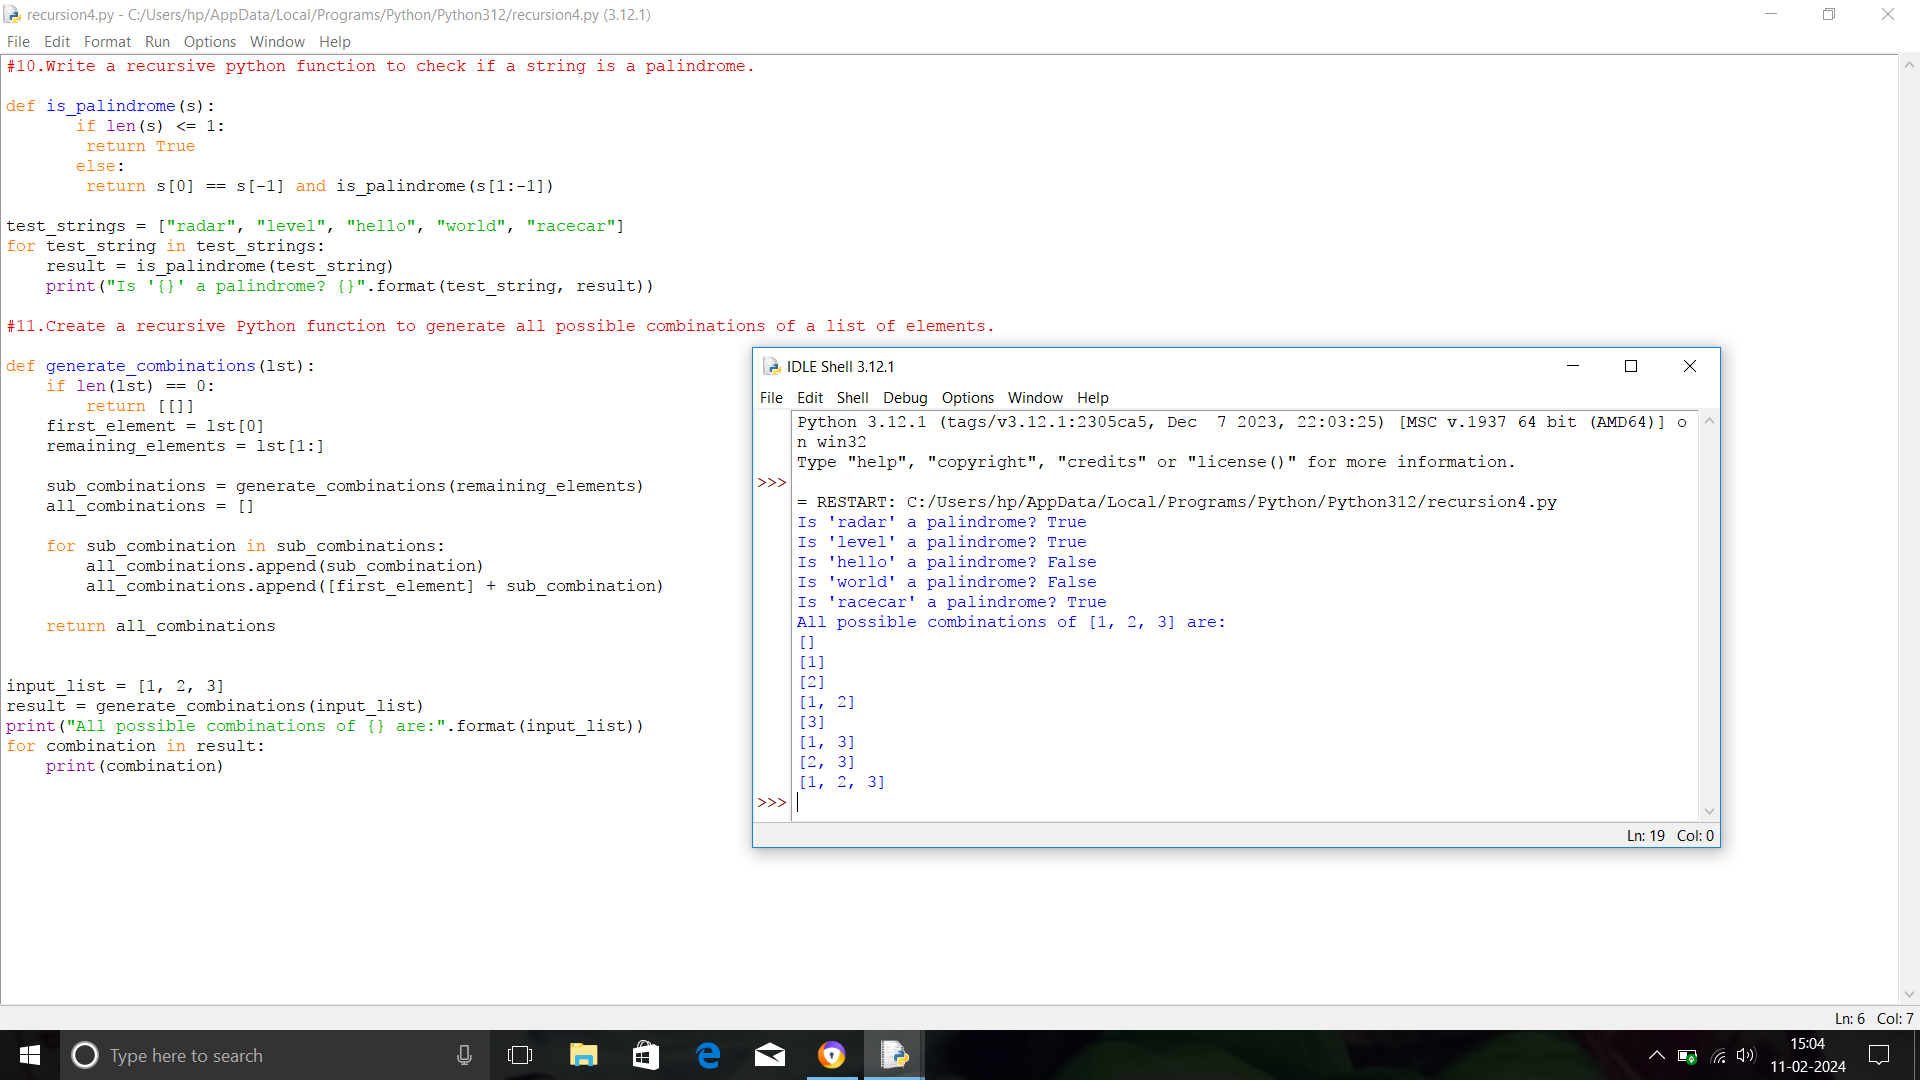 recursion4.py - C:/Users/hp/AppData/Local/Programs/Python/Python312/recursion4.py (3.12.1)
File Edit Format Run Options Window Help
#10.Write a recursive python function to check if a string is a palindrome.
def is_palindrome(s):
if len(s) <= 1:
return True
else:
return s[0] == s[-1] and is_palindrome(s[1:-1])
test_strings = ["radar", "level", "hello", "world", "racecar"]
for test_string in test_strings:
result = is_palindrome(test_string)
print("Is '{}' a palindrome? {}".format(test_string, result))
#11.Create a recursive Python function to generate all possible combinations of a list of elements.
def generate_combinations(lst):
if len(lst) == 0:
return [[]]
first_element = lst[0]
remaining_elements = lst[1:]
sub_combinations = generate_combinations(remaining_elements)
all_combinations = []
for sub_combination in sub_combinations:
all_combinations.append(sub_combination)
all_combinations.append([first_element] + sub_combination)
return all_combinations
input_list = [1, 2, 3]
result = generate_combinations(input_list)
print("All possible combinations of {} are:".format(input_list))
for combination in result:
print(combination)
IDLE Shell 3.12.1
File Edit Shell Debug Options Window Help
Python 3.12.1 (tags/v3.12.1:2305ca5, Dec  7 2023, 22:03:25) [MSC v.1937 64 bit (AMD64)] o
n win32
Type "help", "copyright", "credits" or "license()" for more information.
>>>
= RESTART: C:/Users/hp/AppData/Local/Programs/Python/Python312/recursion4.py
Is 'radar' a palindrome? True
Is 'level' a palindrome? True
Is 'hello' a palindrome? False
Is 'world' a palindrome? False
Is 'racecar' a palindrome? True
All possible combinations of [1, 2, 3] are:
[]
[1]
[2]
[1, 2]
[3]
[1, 3]
[2, 3]
[1, 2, 3]
>>>
Ln: 19 Col: 0
Ln: 6 Col: 7
Type here to search
15:04
11-02-2024